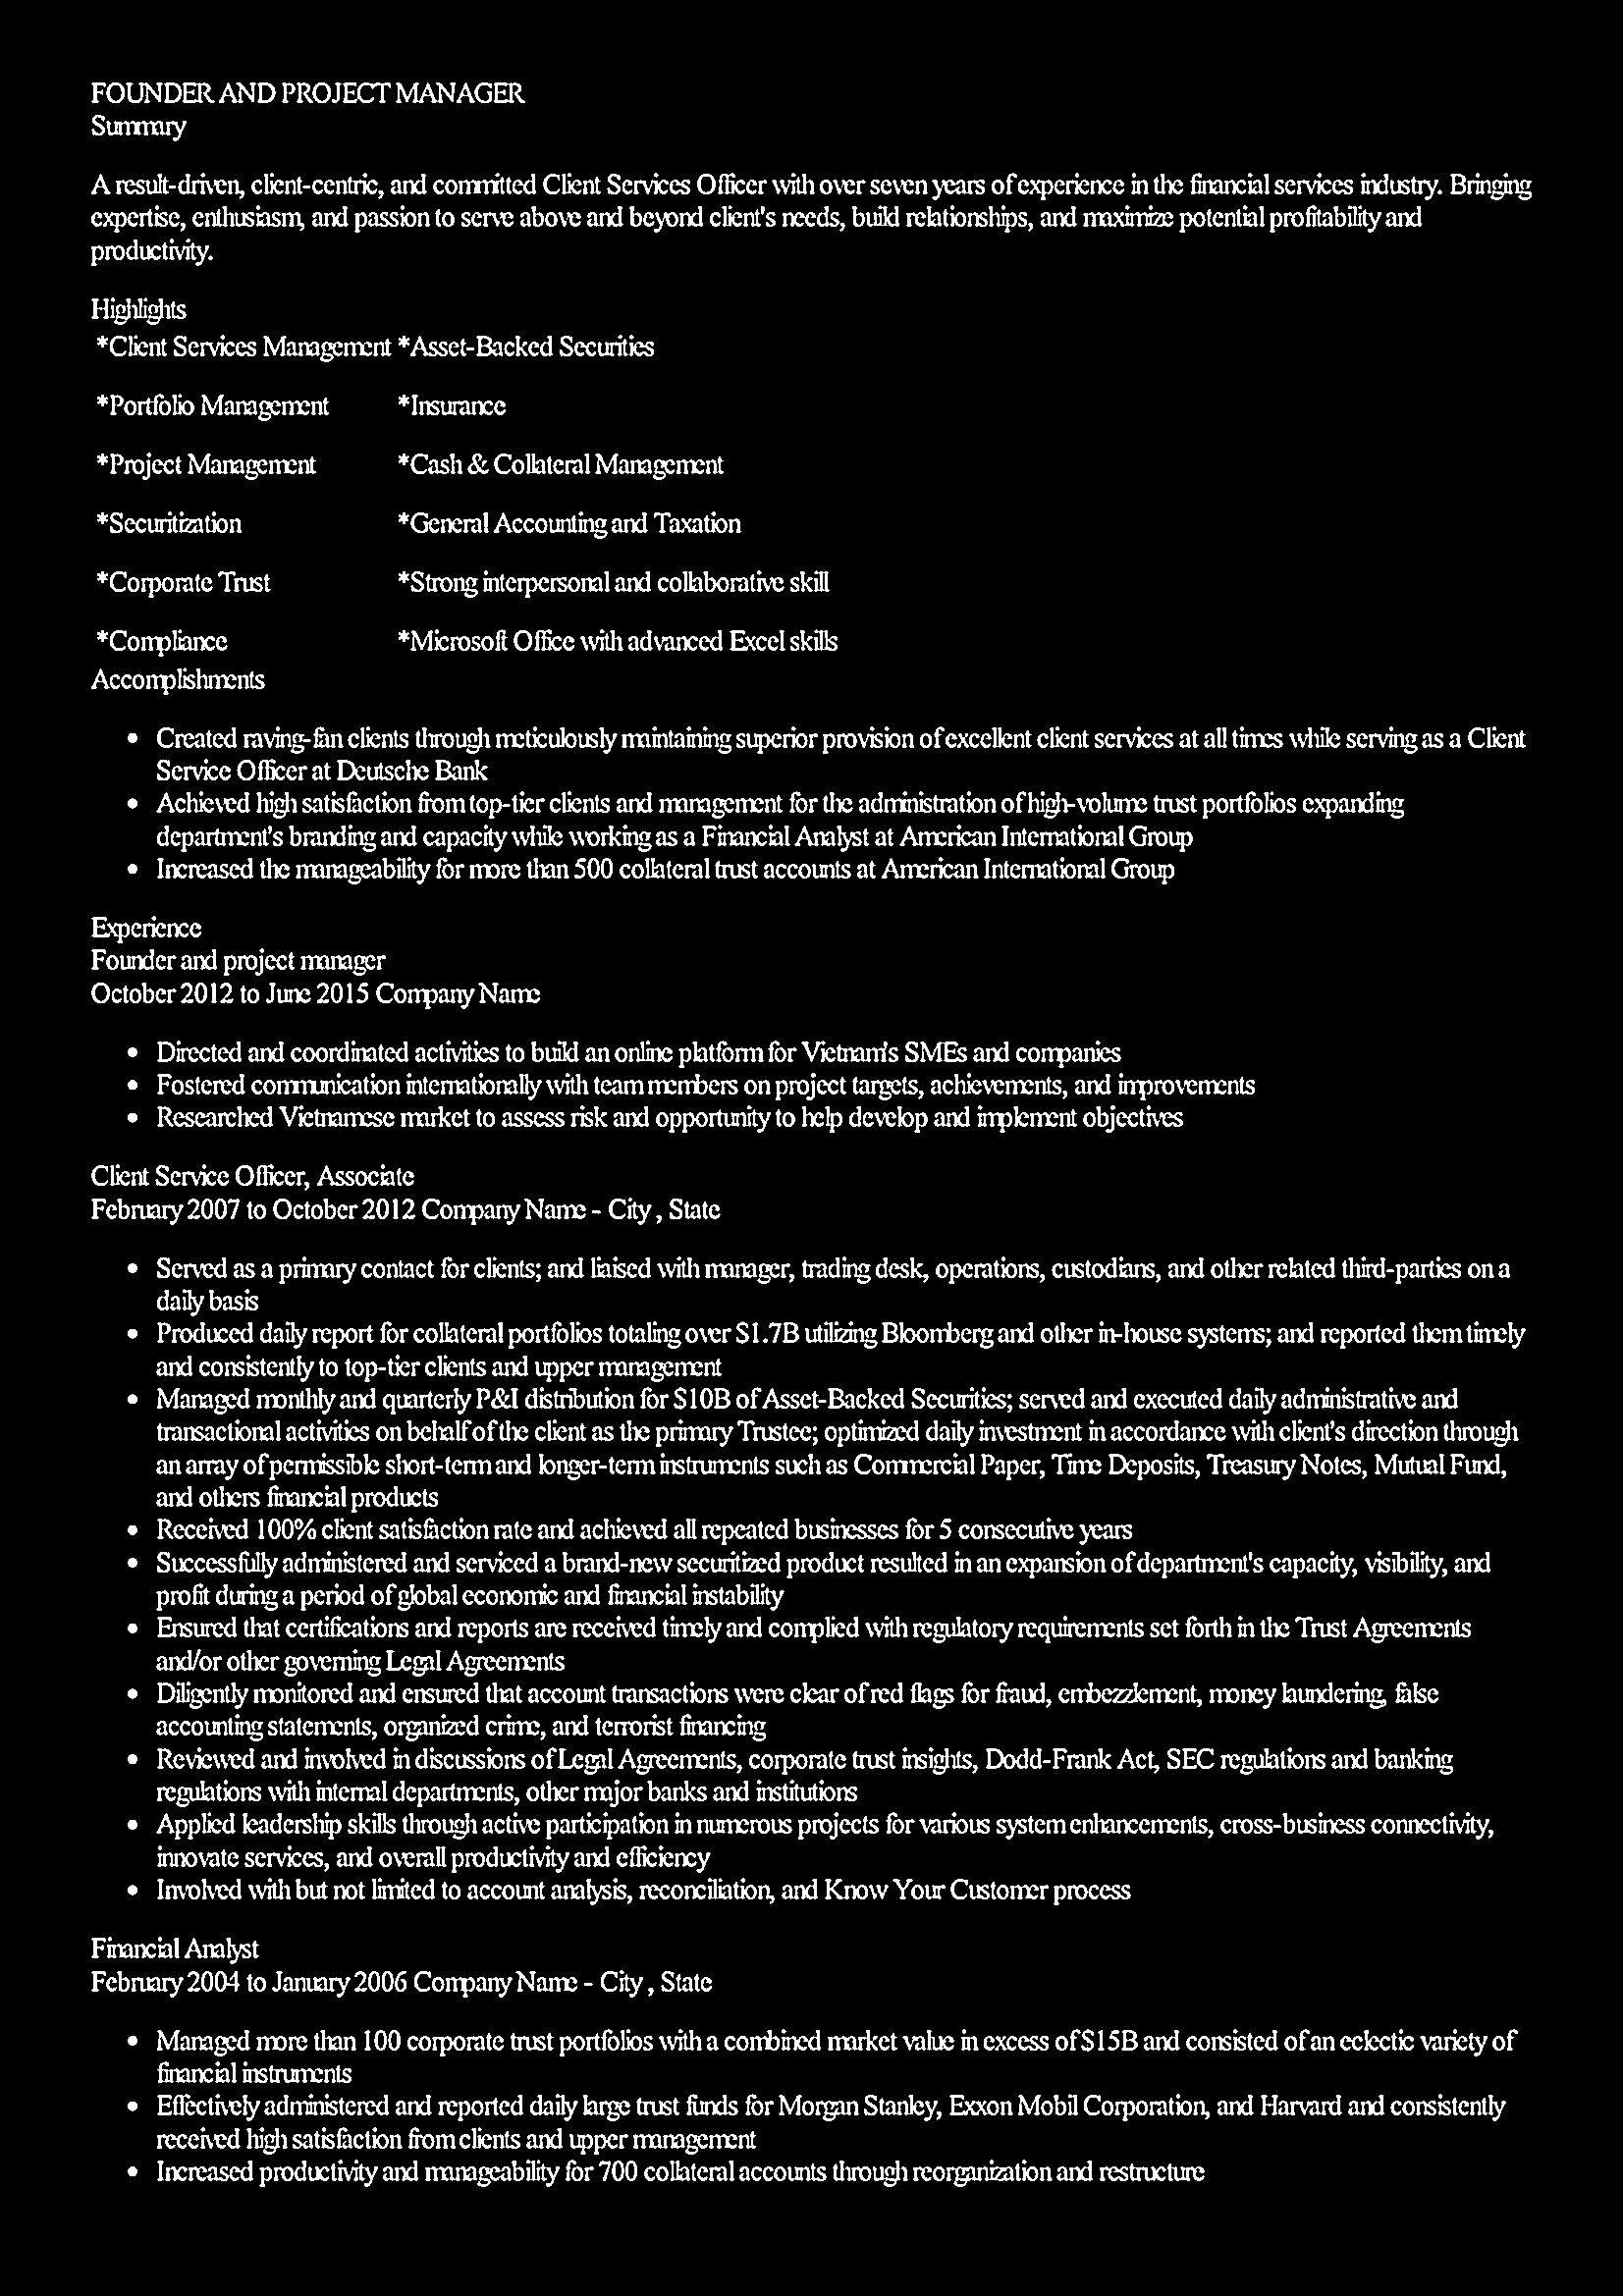 FOUNDER AND PROJECT MANAGER
Summary
A result-driven, client-centric, and committed Client Services Officer with over seven years of experience in the financial services industry. Bringing
expertise, enthusiasm, and passion to serve above and beyond client's needs, build relationships, and maximize potential profitability and
productivity.
Highlights
*Client Services Management *Asset-Backed Securities
*Portfolio Management *Insurance
*Project Management *Cash & Collateral Management
*Securitization *General Accounting and Taxation
*Corporate Trust *Strong interpersonal and collaborative skill
*Compliance *Microsoft Office with advanced Excel skills
Accomplishments
• Created raving-fan clients through meticulously maintaining superior provision of excellent client services at all times while serving as a Client
Service Officer at Deutsche Bank
• Achieved high satisfaction from top-tier clients and management for the administration of high-volume trust portfolios expanding
department's branding and capacity while working as a Financial Analyst at American International Group
• Increased the manageability for more than 500 collateral trust accounts at American International Group
Experience
Founder and project manager
October 2012 to June 2015 Company Name
• Directed and coordinated activities to build an online platform for Vietnam's SMEs and companies
• Fostered communication internationally with team members on project targets, achievements, and improvements
• Researched Vietnamese market to assess risk and opportunity to help develop and implement objectives
Client Service Officer, Associate
February 2007 to October 2012 Company Name - City , State
• Served as a primary contact for clients; and liaised with manager, trading desk, operations, custodians, and other related third-parties on a
daily basis
• Produced daily report for collateral portfolios totaling over $1.7B utilizing Bloomberg and other in-house systems; and reported them timely
and consistently to top-tier clients and upper management
• Managed monthly and quarterly P&I distribution for $10B of Asset-Backed Securities; served and executed daily administrative and
transactional activities on behalf of the client as the primary Trustee; optimized daily investment in accordance with client's direction through
an array of permissible short-term and longer-term instruments such as Commercial Paper, Time Deposits, Treasury Notes, Mutual Fund,
and others financial products
• Received 100% client satisfaction rate and achieved all repeated businesses for 5 consecutive years
• Successfully administered and serviced a brand-new securitized product resulted in an expansion of department's capacity, visibility, and
profit during a period of global economic and financial instability
• Ensured that certifications and reports are received timely and complied with regulatory requirements set forth in the Trust Agreements
and/or other governing Legal Agreements
• Diligently monitored and ensured that account transactions were clear of red flags for fraud, embezzlement, money laundering, false
accounting statements, organized crime, and terrorist financing
• Reviewed and involved in discussions of Legal Agreements, corporate trust insights, Dodd-Frank Act, SEC regulations and banking
regulations with internal departments, other major banks and institutions
• Applied leadership skills through active participation in numerous projects for various system enhancements, cross-business connectivity,
innovate services, and overall productivity and efficiency
• Involved with but not limited to account analysis, reconciliation, and Know Your Customer process
Financial Analyst
February 2004 to January 2006 Company Name - City , State
• Managed more than 100 corporate trust portfolios with a combined market value in excess of $15B and consisted of an eclectic variety of
financial instruments
• Effectively administered and reported daily large trust funds for Morgan Stanley, Exxon Mobil Corporation, and Harvard and consistently
received high satisfaction from clients and upper management
• Increased productivity and manageability for 700 collateral accounts through reorganization and restructure